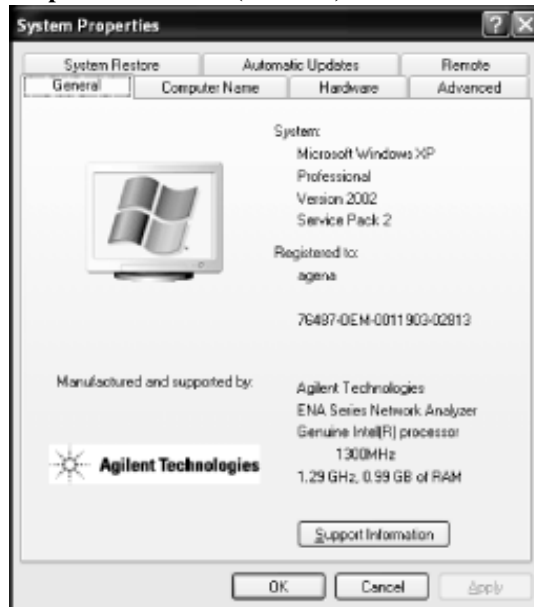 System Properties
System Restore
Automatic Updates
Remote
General
Computer Name
Hardware
Advanced
System:
Microsoft Windows XP
Professional
Version 2002
Service Pack 2
Registered to:
agena
76487-OEM-0011903-02813
Manufactured and supported by:
Agilent Technologies
Agilent Technologies
ENA Series Network Analyzer
Genuine Intel(R) processor
1300MHz
1.29 GHz, 0.99 GB of RAM
Support Information
OK
Cancel
Apply